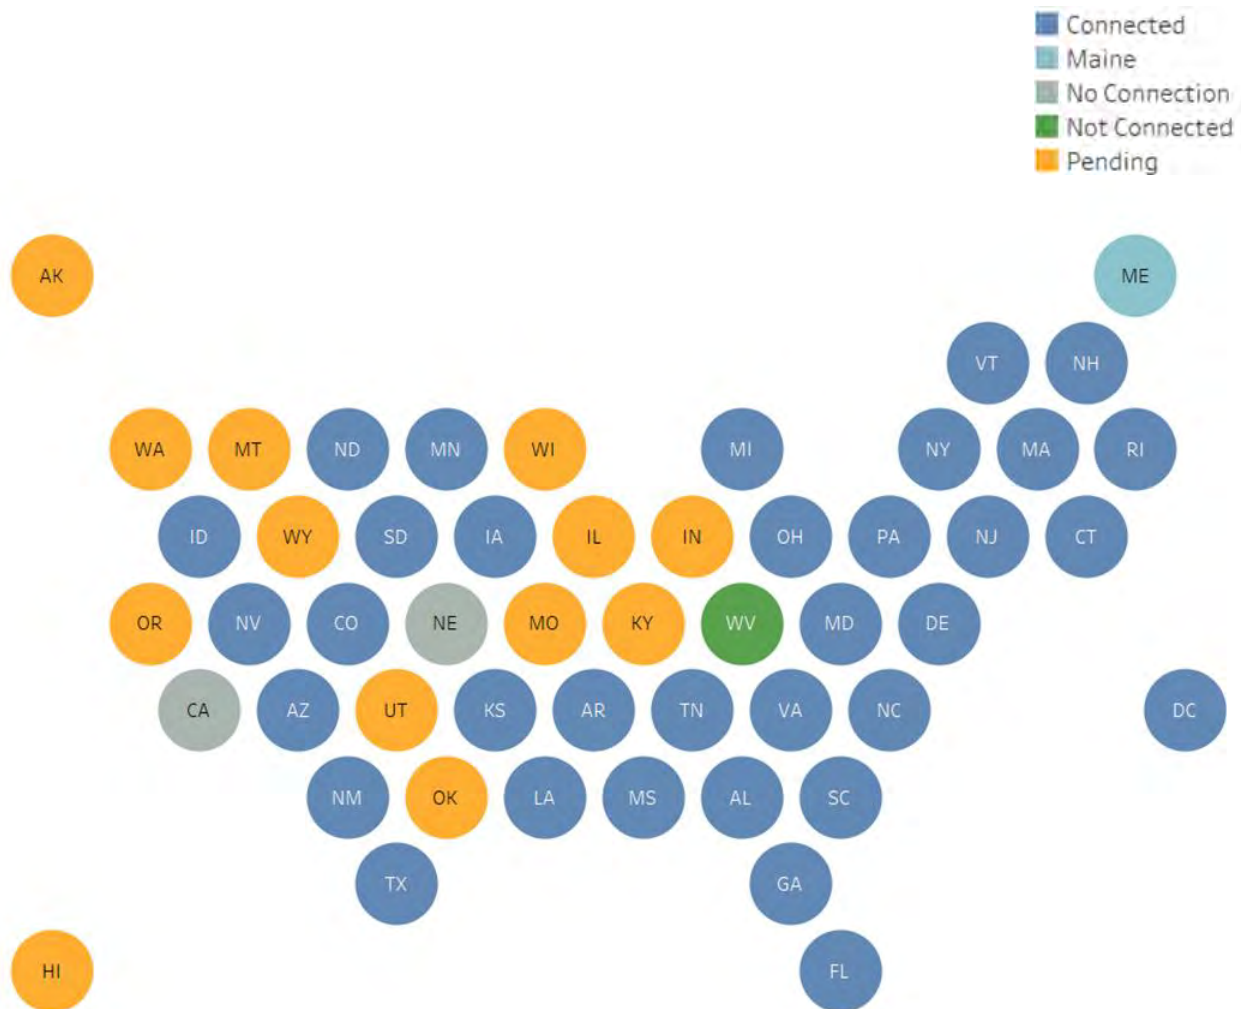 Connected
Maine
No Connection
Not Connected
Pending
AK ME
VT NH
WA MT ND MN WI MI NY MA RI
ID WY SD IA IL IN OH PA NJ CT
OR NV CO NE MO KY WV MD DE
CA AZ UT KS AR TN VA NC DC
NM OK LA MS AL SC
TX GA
HI FL